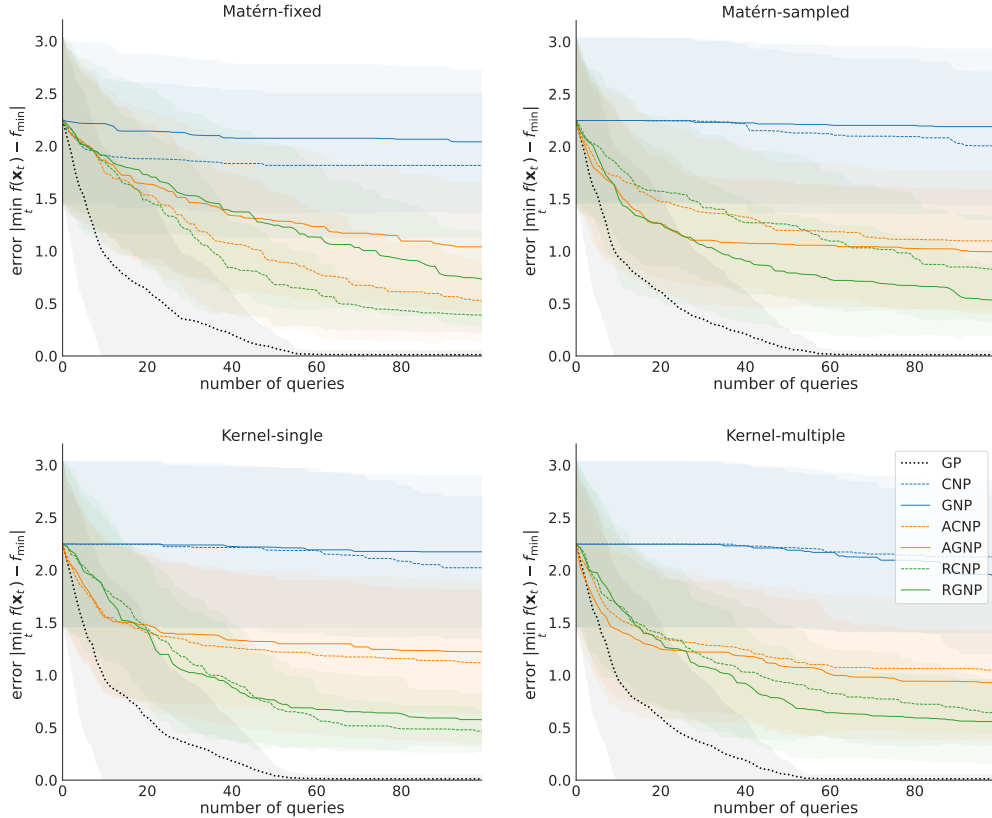 Matérn-fixed
3.0
2.5
2.0
1.5
1.0
0.5
0.0
error |min f(x_t) − f_min|
t
0 20 40 60 80
number of queries
Matérn-sampled
3.0
2.5
2.0
1.5
1.0
0.5
0.0
error |min f(x_t) − f_min|
t
0 20 40 60 80
number of queries
Kernel-single
3.0
2.5
2.0
1.5
1.0
0.5
0.0
error |min f(x_t) − f_min|
t
0 20 40 60 80
number of queries
Kernel-multiple
3.0
2.5
2.0
1.5
1.0
0.5
0.0
error |min f(x_t) − f_min|
t
0 20 40 60 80
number of queries
GP
CNP
GNP
ACNP
AGNP
RCNP
RGNP